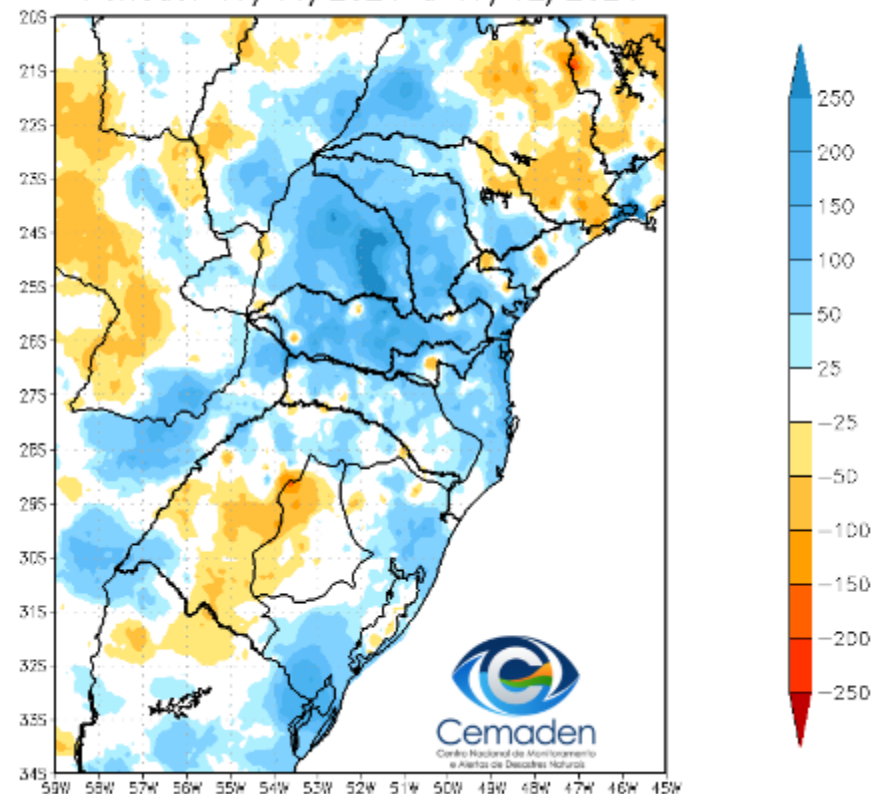 20S
21S
22S
23S
24S
25S
26S
27S
28S
29S
30S
31S
32S
33S
34S
58W 57W 56W 55W 54W 53W 52W 51W 50W 49W 48W 47W 46W 45W
250
200
150
100
50
25
−25
−50
−100
−150
−200
−250
Cemaden
Centro Nacional de Monitoramento
e Alertas de Desastres Naturais